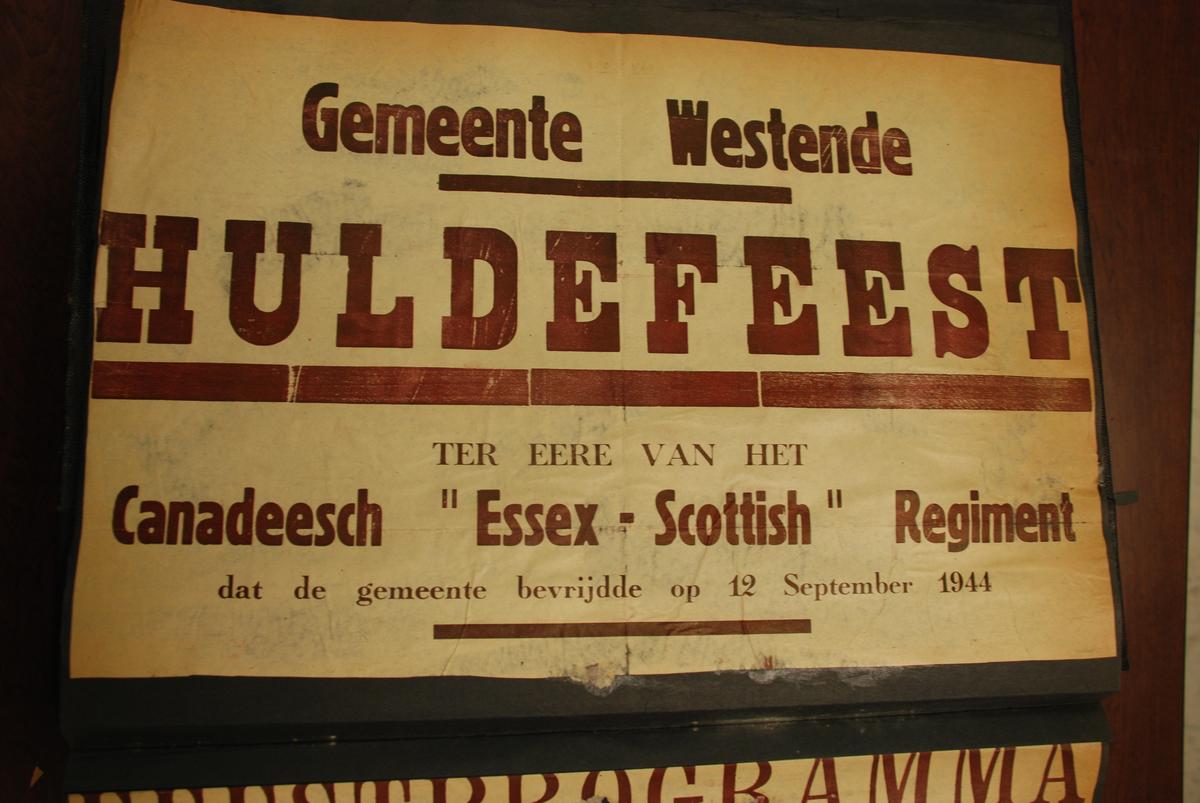 Gemeente Westende
HULDEFEEST
TER EERE VAN HET
Canadeesch "Essex - Scottish" Regiment
dat de gemeente bevrijdde op 12 September 1944
FEESTPROGRAMMA